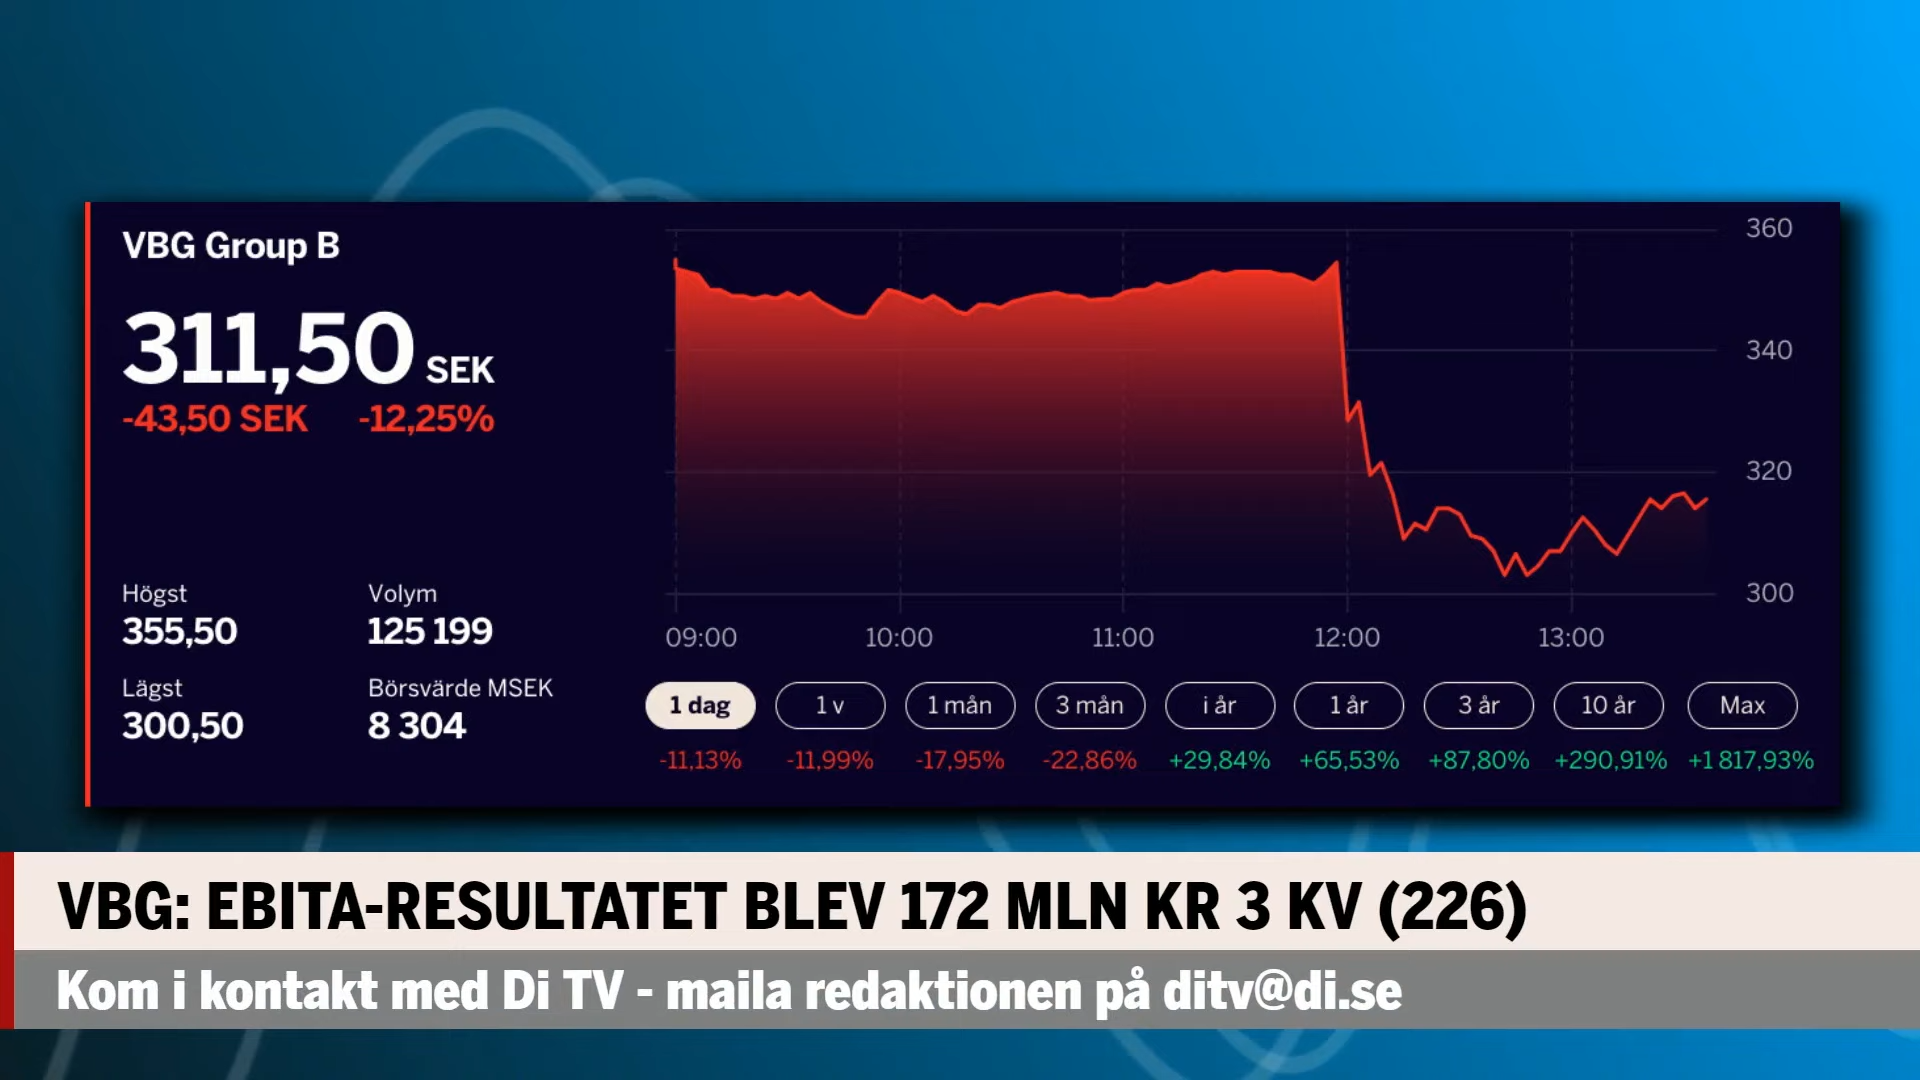 VBG Group B
311,50 SEK
-43,50 SEK -12,25%
Högst Volym
355,50 125 199
Lägst Börsvärde MSEK
300,50 8 304
360
340
320
300
09:00 10:00 11:00 12:00 13:00
1 dag 1 v 1 mån 3 mån i år 1 år 3 år 10 år Max
-11,13% -11,99% -17,95% -22,86% +29,84% +65,53% +87,80% +290,91% +1 817,93%
VBG: EBITA-RESULTATET BLEV 172 MLN KR 3 KV (226)
Kom i kontakt med Di TV - maila redaktionen på ditv@di.se